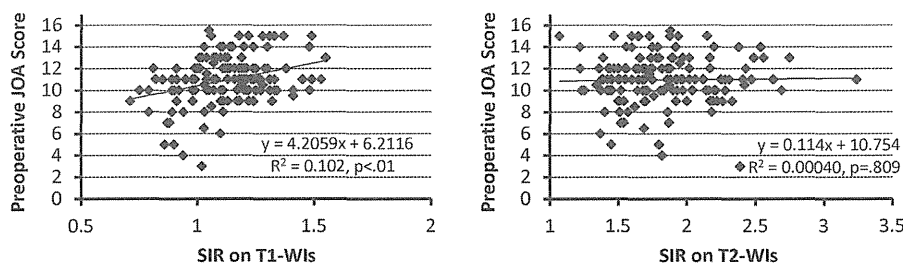 Preoperative JOA Score
16
14
12
10
8
6
4
2
0
y = 4.2059x + 6.2116
R² = 0.102, p<.01
0.5 1 1.5 2
SIR on T1-WIs
Preoperative JOA Score
16
14
12
10
8
6
4
2
0
y = 0.114x + 10.754
R² = 0.00040, p=.809
1 1.5 2 2.5 3 3.5
SIR on T2-WIs